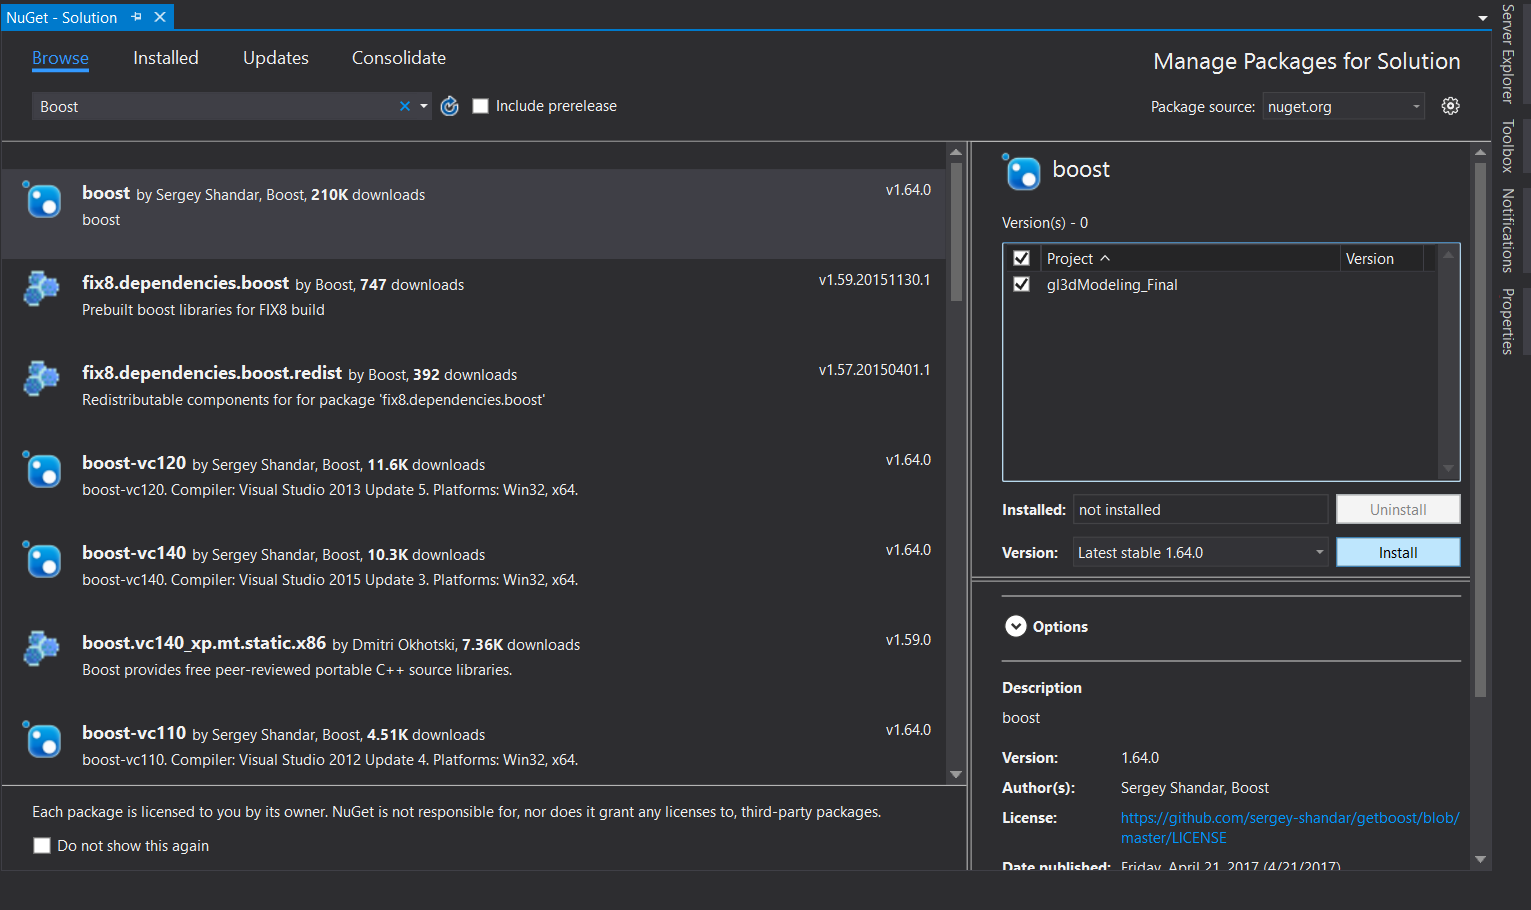 NuGet - Solution
Browse Installed Updates Consolidate
Manage Packages for Solution
Boost
Include prerelease
Package source: nuget.org
boost by Sergey Shandar, Boost, 210K downloads v1.64.0
boost
fix8.dependencies.boost by Boost, 747 downloads v1.59.20151130.1
Prebuilt boost libraries for FIX8 build
fix8.dependencies.boost.redist by Boost, 392 downloads v1.57.20150401.1
Redistributable components for for package 'fix8.dependencies.boost'
boost-vc120 by Sergey Shandar, Boost, 11.6K downloads v1.64.0
boost-vc120. Compiler: Visual Studio 2013 Update 5. Platforms: Win32, x64.
boost-vc140 by Sergey Shandar, Boost, 10.3K downloads v1.64.0
boost-vc140. Compiler: Visual Studio 2015 Update 3. Platforms: Win32, x64.
boost.vc140_xp.mt.static.x86 by Dmitri Okhotski, 7.36K downloads v1.59.0
Boost provides free peer-reviewed portable C++ source libraries.
boost-vc110 by Sergey Shandar, Boost, 4.51K downloads v1.64.0
boost-vc110. Compiler: Visual Studio 2012 Update 4. Platforms: Win32, x64.
Each package is licensed to you by its owner. NuGet is not responsible for, nor does it grant any licenses to, third-party packages.
Do not show this again
boost
Version(s) - 0
Project Version
gl3dModeling_Final
Installed: not installed Uninstall
Version: Latest stable 1.64.0 Install
Options
Description
boost
Version: 1.64.0
Author(s): Sergey Shandar, Boost
License: https://github.com/sergey-shandar/getboost/blob/
master/LICENSE
Date published: Friday, April 21, 2017 (4/21/2017)
Server Explorer
Toolbox
Notifications
Properties